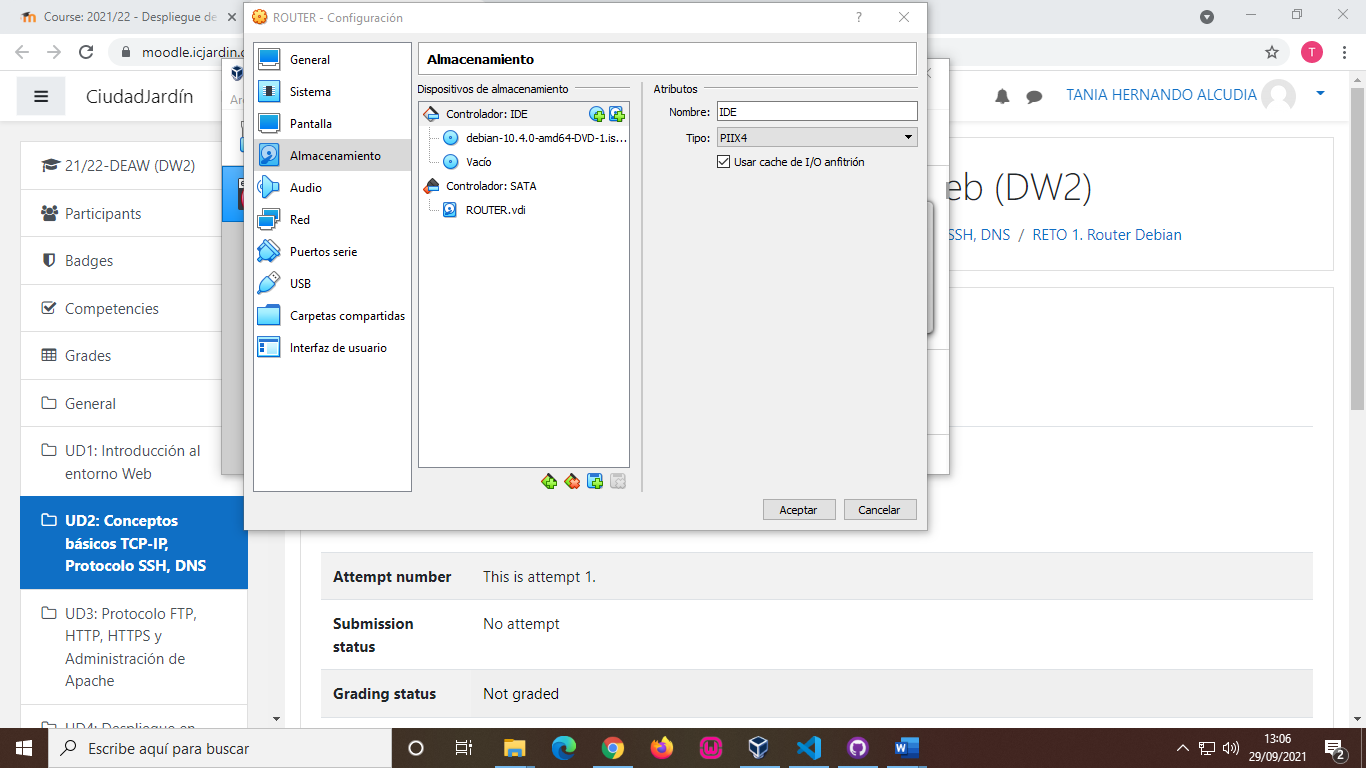 Course: 2021/22 - Despliegue de
ROUTER - Configuración
?
moodle.icjardin.c
T
CiudadJardín
TANIA HERNANDO ALCUDIA
21/22-DEAW (DW2)
Participants
Badges
Competencies
Grades
General
UD1: Introducción al
entorno Web
UD2: Conceptos
básicos TCP-IP,
Protocolo SSH, DNS
UD3: Protocolo FTP,
HTTP, HTTPS y
Administración de
Apache
General
Sistema
Pantalla
Almacenamiento
Audio
Red
Puertos serie
USB
Carpetas compartidas
Interfaz de usuario
Almacenamiento
Dispositivos de almacenamiento
Controlador: IDE
debian-10.4.0-amd64-DVD-1.is...
Vacío
Controlador: SATA
ROUTER.vdi
Atributos
Nombre: IDE
Tipo: PIIX4
Usar cache de I/O anfitrión
Aceptar
Cancelar
eb (DW2)
SSH, DNS / RETO 1. Router Debian
Attempt number This is attempt 1.
Submission
status
No attempt
Grading status Not graded
Escribe aquí para buscar
13:06
29/09/2021
2